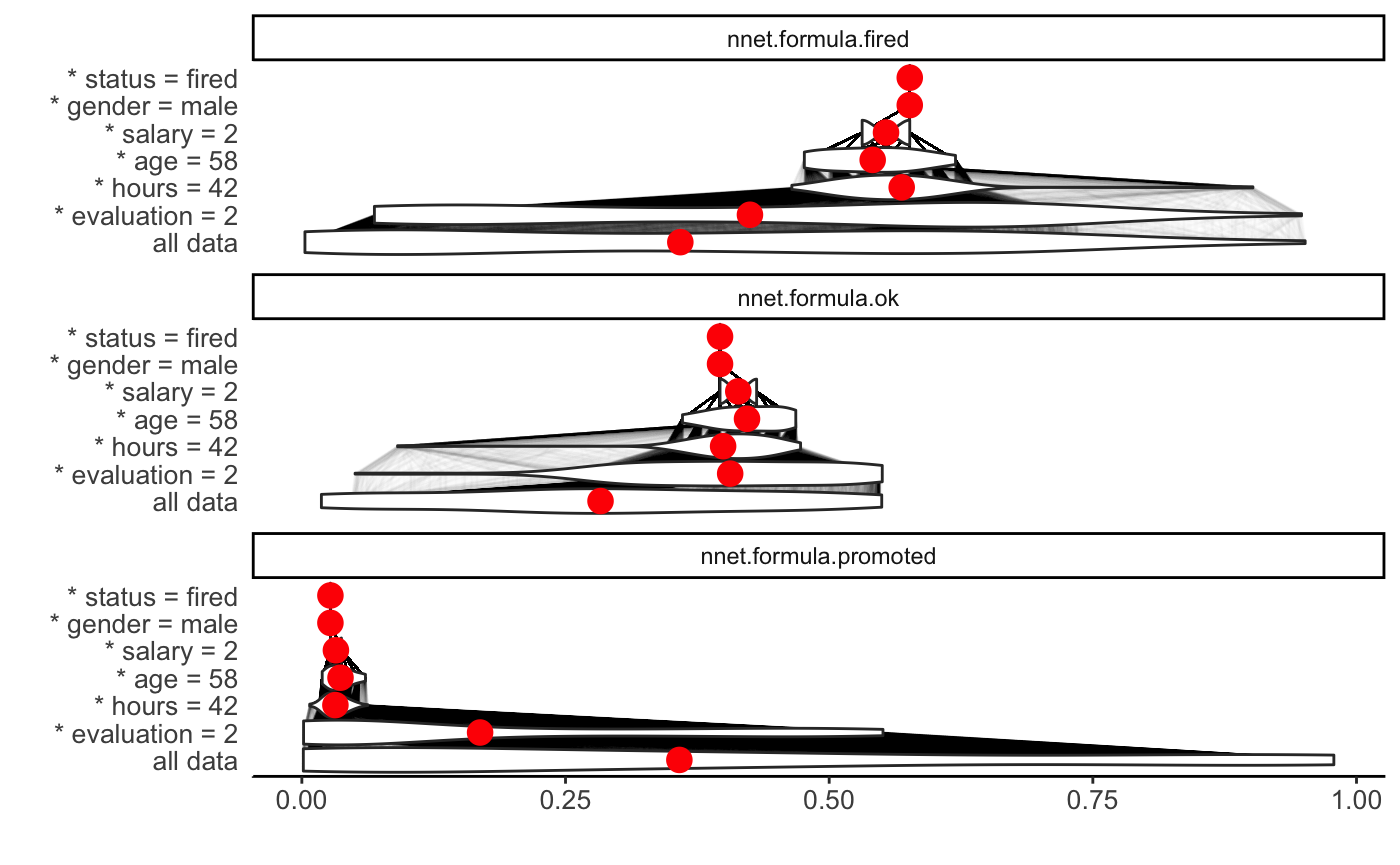 nnet.formula.fired
* status = fired
* gender = male
* salary = 2
* age = 58
* hours = 42
* evaluation = 2
all data
nnet.formula.ok
* status = fired
* gender = male
* salary = 2
* age = 58
* hours = 42
* evaluation = 2
all data
nnet.formula.promoted
* status = fired
* gender = male
* salary = 2
* age = 58
* hours = 42
* evaluation = 2
all data
0.00 0.25 0.50 0.75 1.00